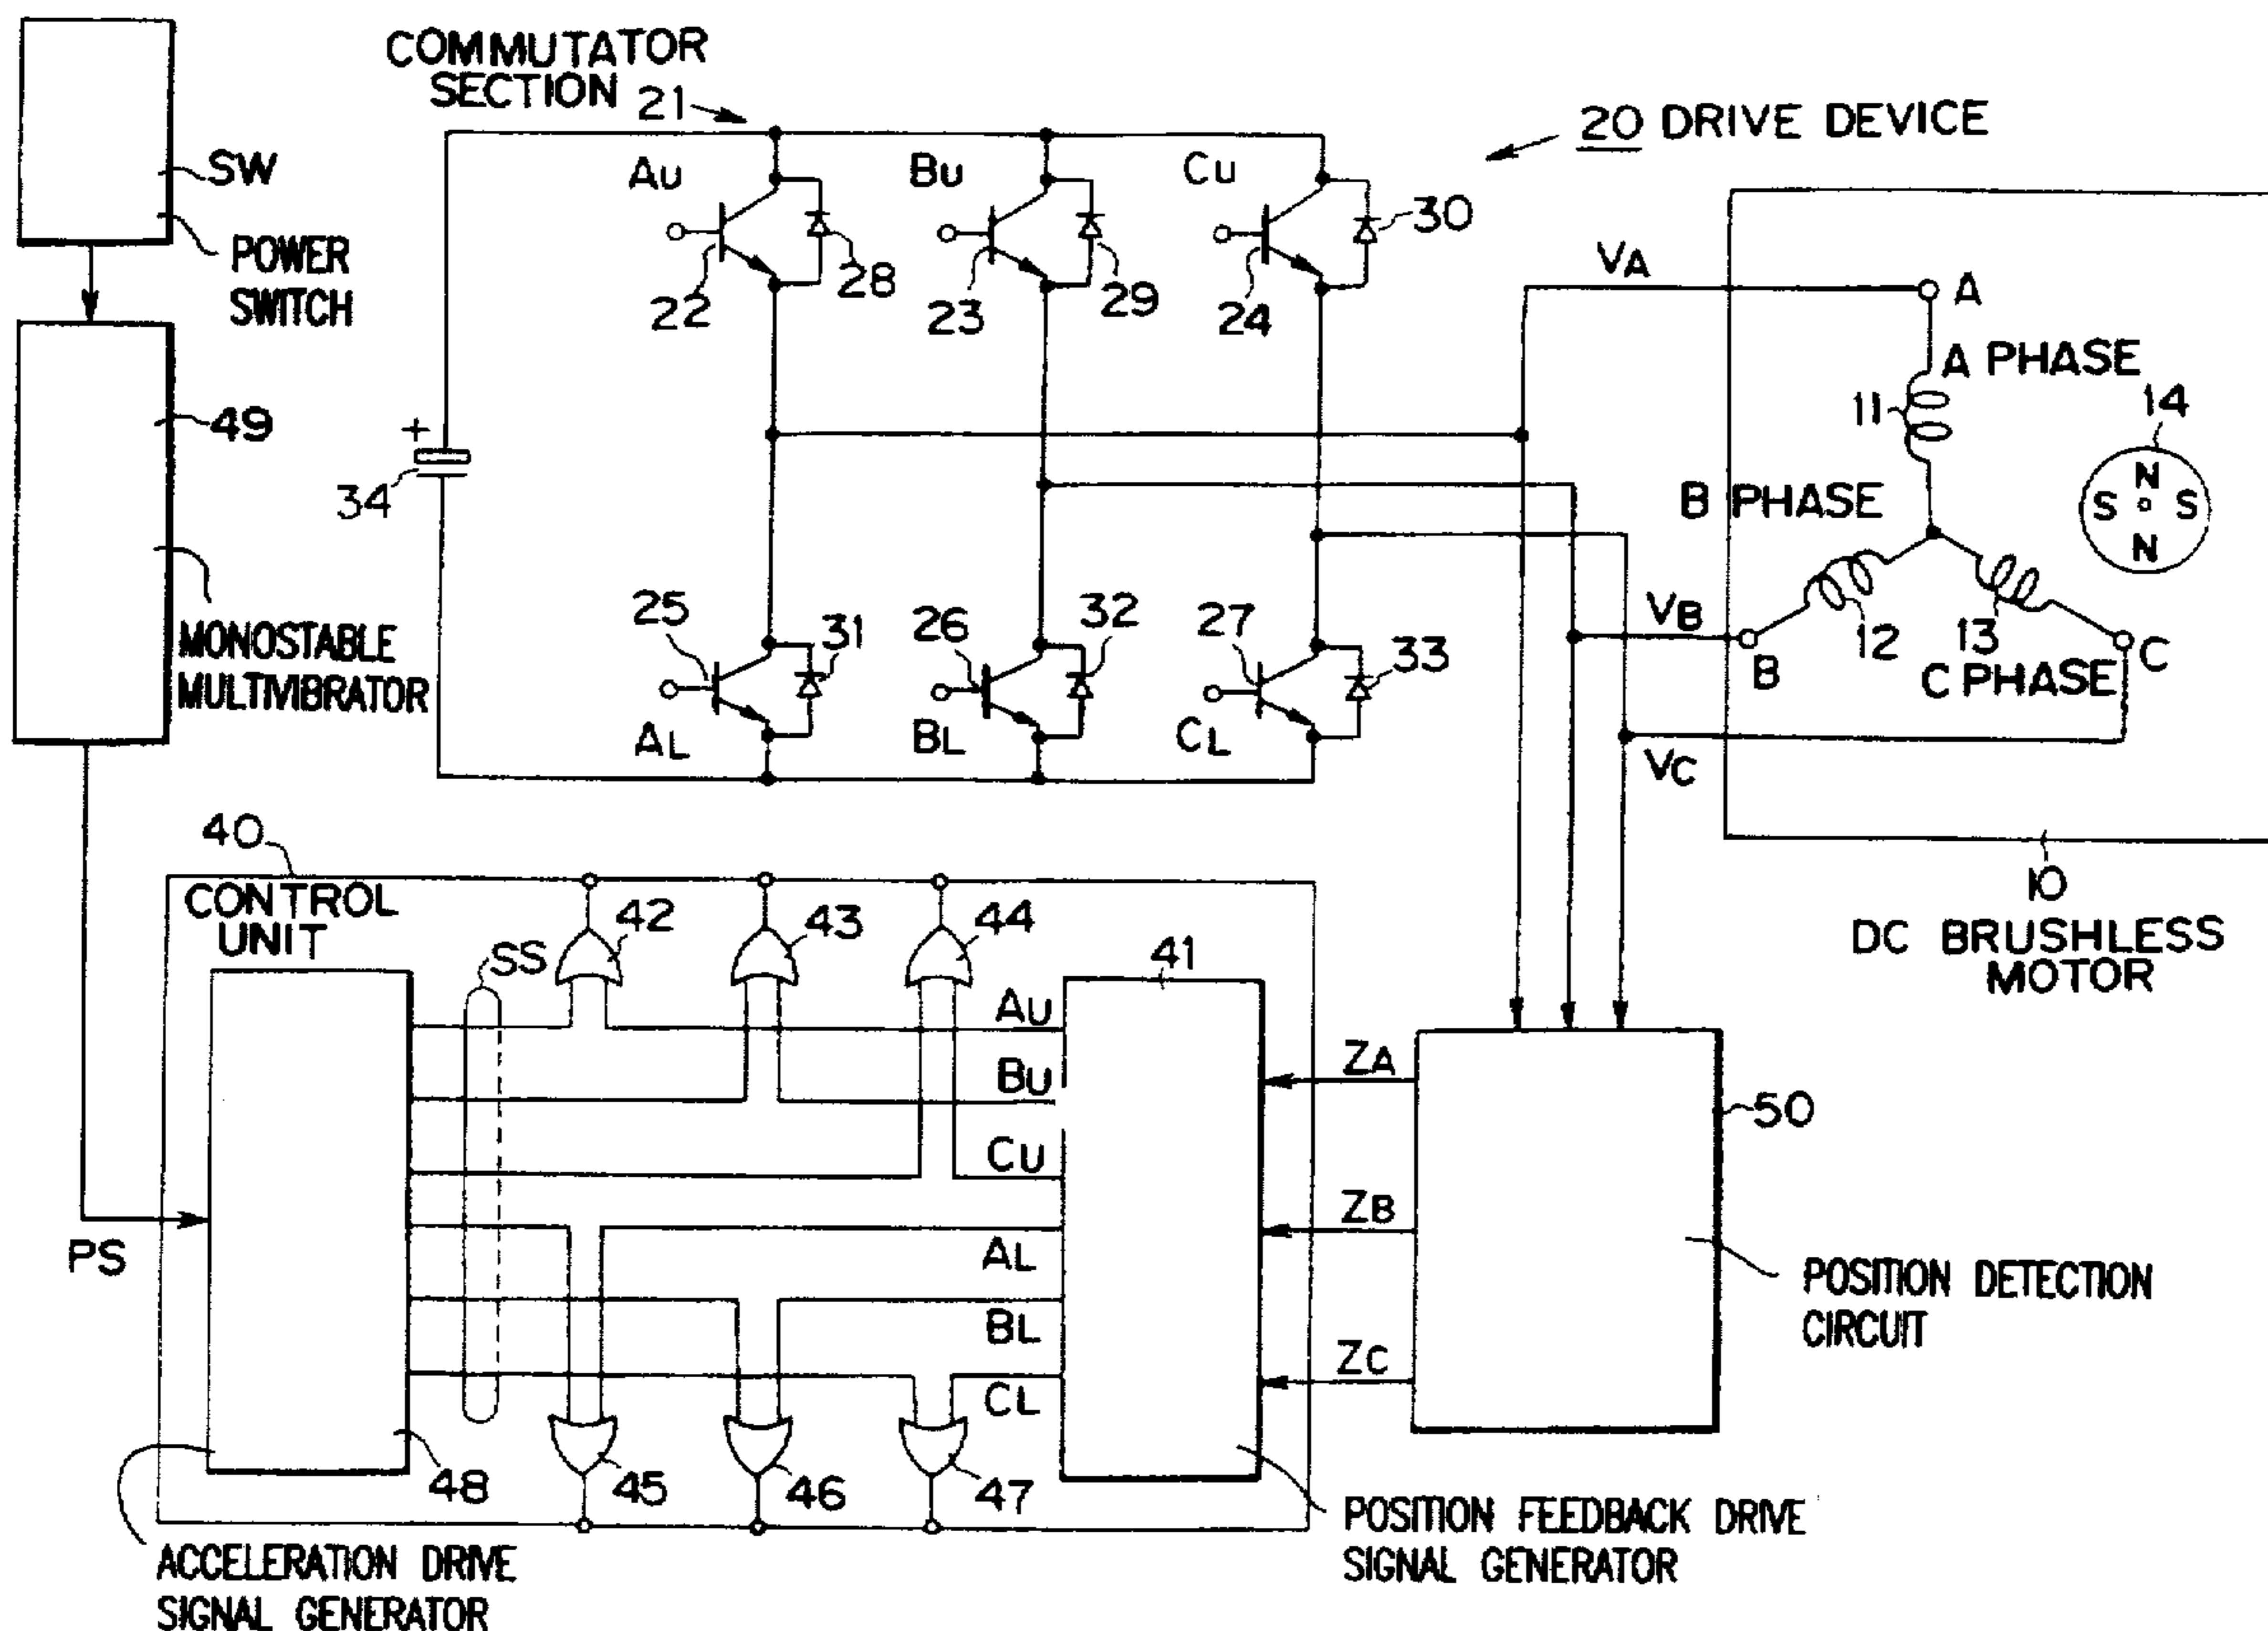 COMMUTATOR
SECTION 21
20 DRIVE DEVICE
SW
POWER
SWITCH
49
MONOSTABLE
MULTIVIBRATOR
+
34
AU
BU
CU
22
28
23
29
24
30
25
31
26
32
27
33
AL
BL
CL
VA
A
A PHASE
11
14
N
S
S
N
B PHASE
VB
B
12
13
C PHASE
C
VC
10
DC BRUSHLESS
MOTOR
40
CONTROL
UNIT
SS
42
43
44
41
AU
BU
CU
AL
BL
CL
ZA
ZB
ZC
50
POSITION DETECTION
CIRCUIT
PS
48
45
46
47
ACCELERATION DRIVE
SIGNAL GENERATOR
POSITION FEEDBACK DRIVE
SIGNAL GENERATOR